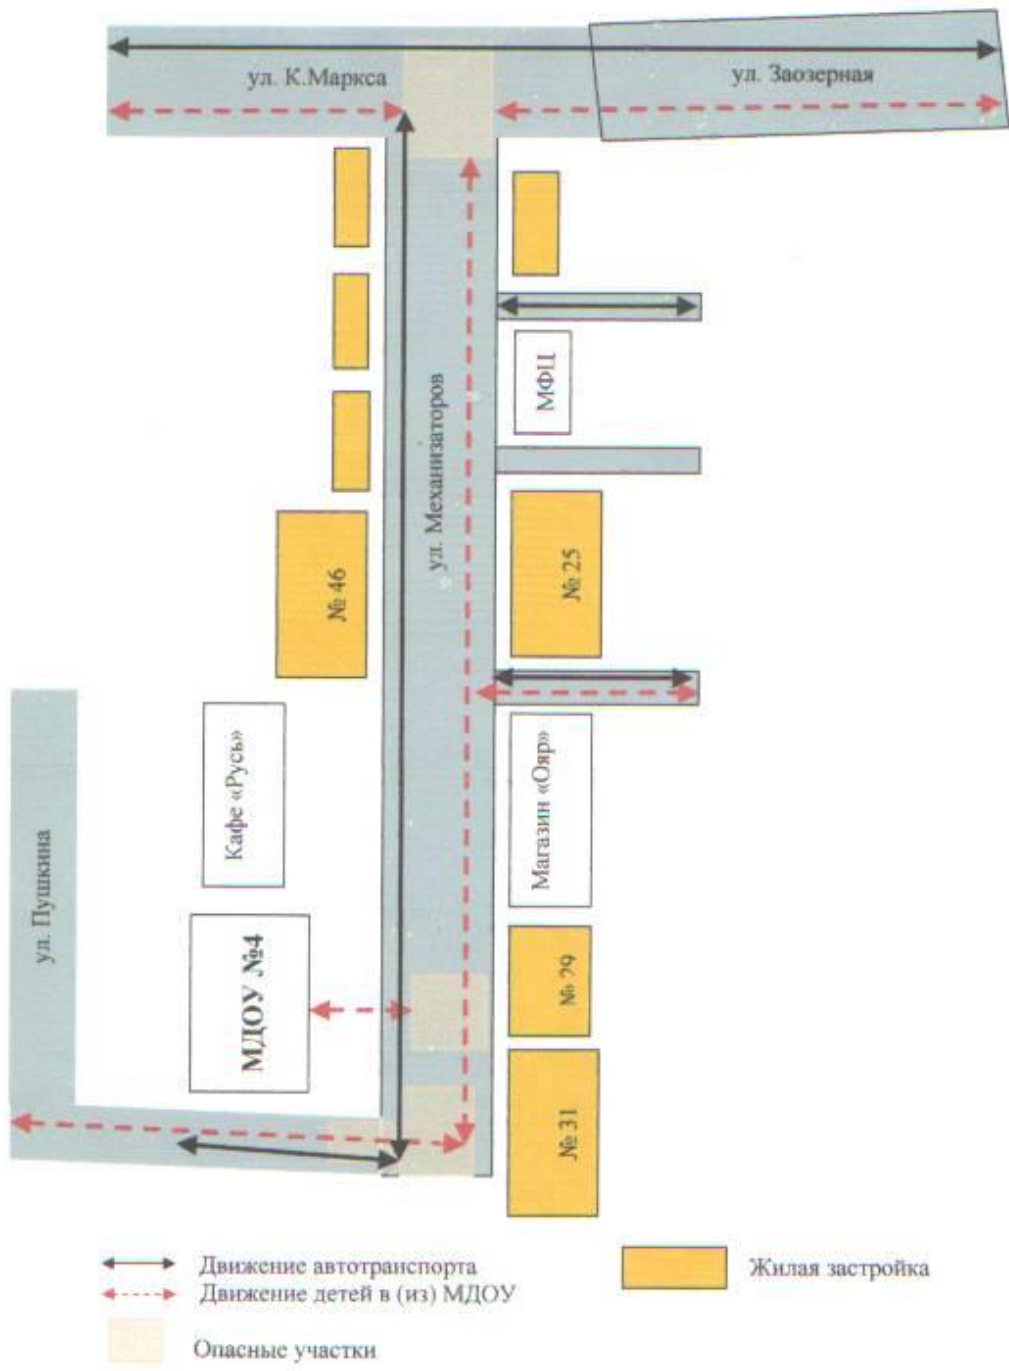 ул. К.Маркса
ул. Заозерная
МФЦ
ул. Механизаторов
№ 46
№ 25
Кафе «Русь»
Магазин «Ояр»
ул. Пушкина
МДОУ №4
№ 29
№ 31
Движение автотранспорта
Жилая застройка
Движение детей в (из) МДОУ
Опасные участки